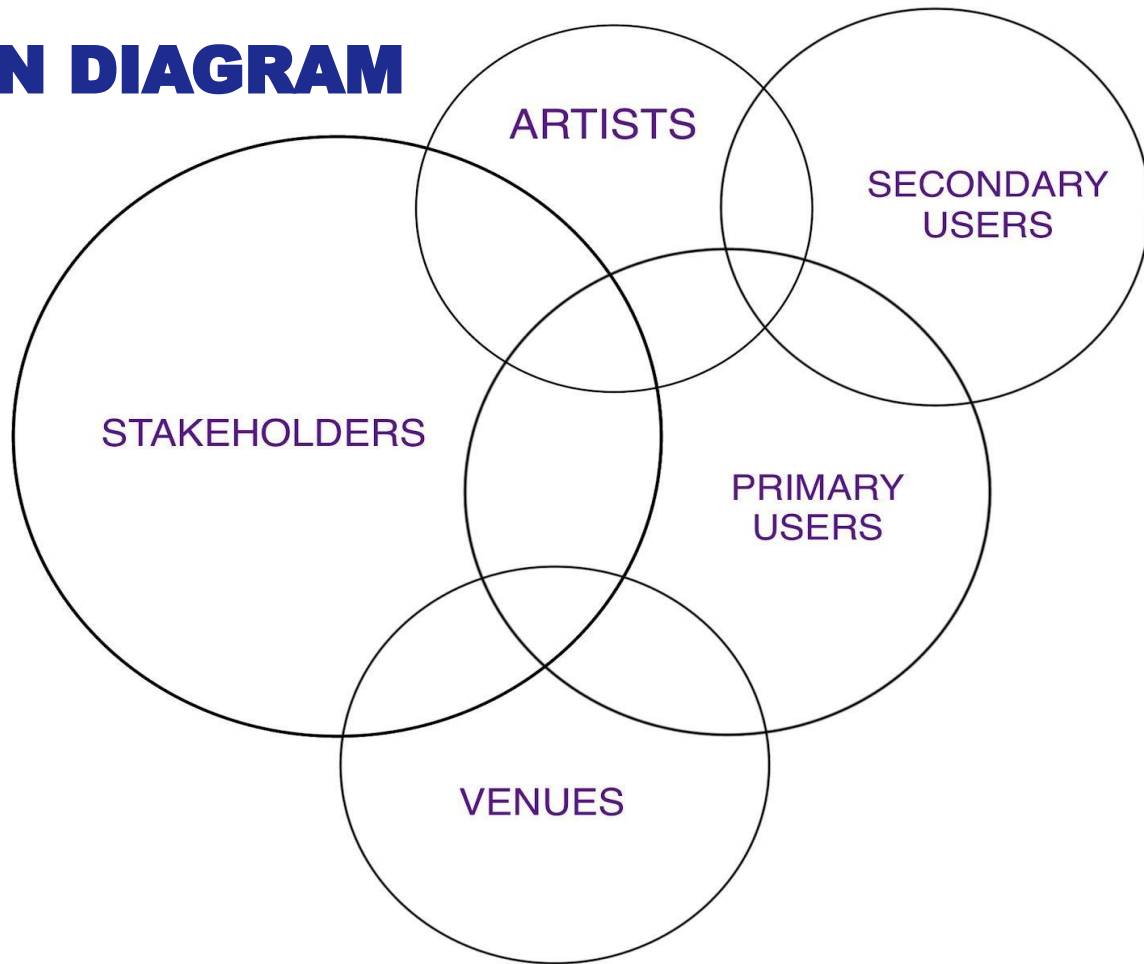 N DIAGRAM
ARTISTS
SECONDARY
USERS
STAKEHOLDERS
PRIMARY
USERS
VENUES